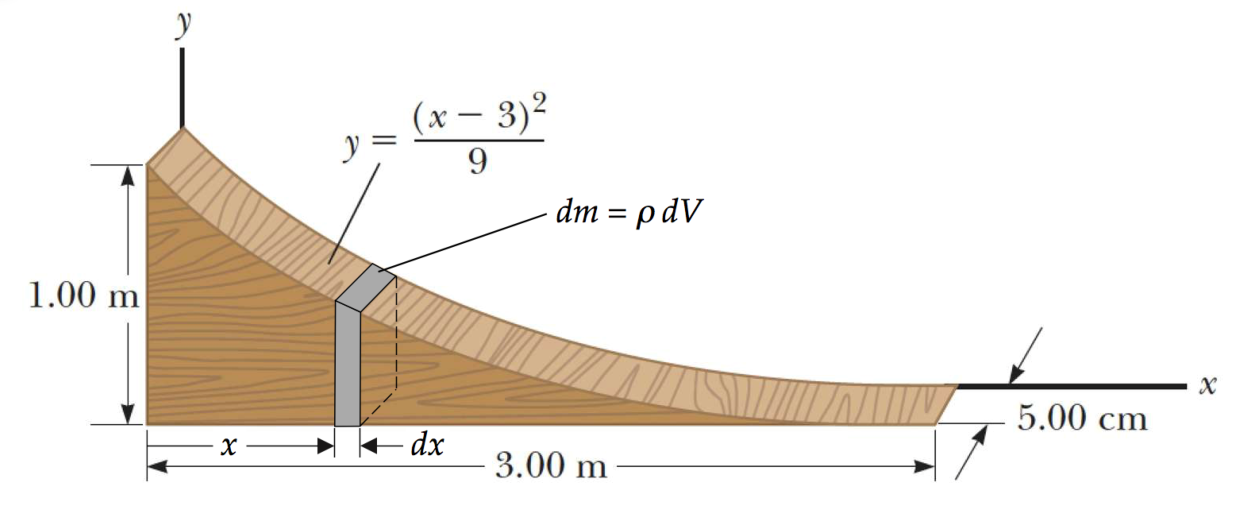 y
y = (x − 3)² / 9
dm = ρ dV
1.00 m
x
5.00 cm
x
dx
3.00 m